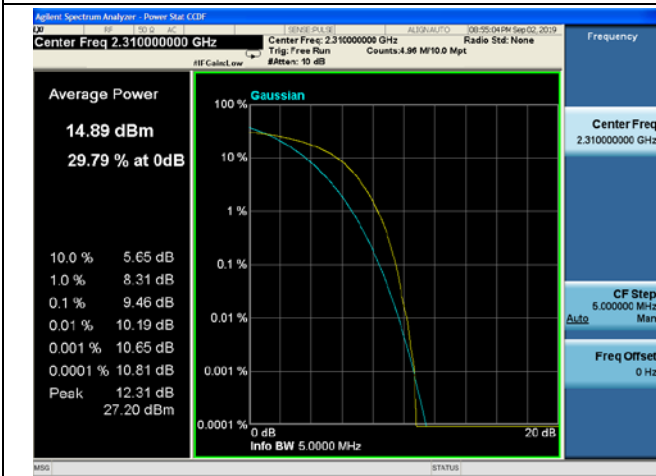 Agilent Spectrum Analyzer - Power Stat CCDF
RF 50 Ω AC SENSE:PULSE ALIGNAUTO 08:55:04 PM Sep 02, 2019
Center Freq 2.310000000 GHz
Center Freq: 2.310000000 GHz Radio Std: None
Trig: Free Run Counts:4.96 M/10.0 Mpt
#IFGain:Low #Atten: 10 dB
Frequency
Average Power
14.89 dBm
29.79 % at 0dB
10.0 % 5.65 dB
1.0 % 8.31 dB
0.1 % 9.46 dB
0.01 % 10.19 dB
0.001 % 10.65 dB
0.0001 % 10.81 dB
Peak 12.31 dB
27.20 dBm
Gaussian
100 %
10 %
1 %
0.1 %
0.01 %
0.001 %
0.0001 %
0 dB 20 dB
Info BW 5.0000 MHz
Center Freq
2.310000000 GHz
CF Step
5.000000 MHz
Auto Man
Freq Offset
0 Hz
MSG STATUS